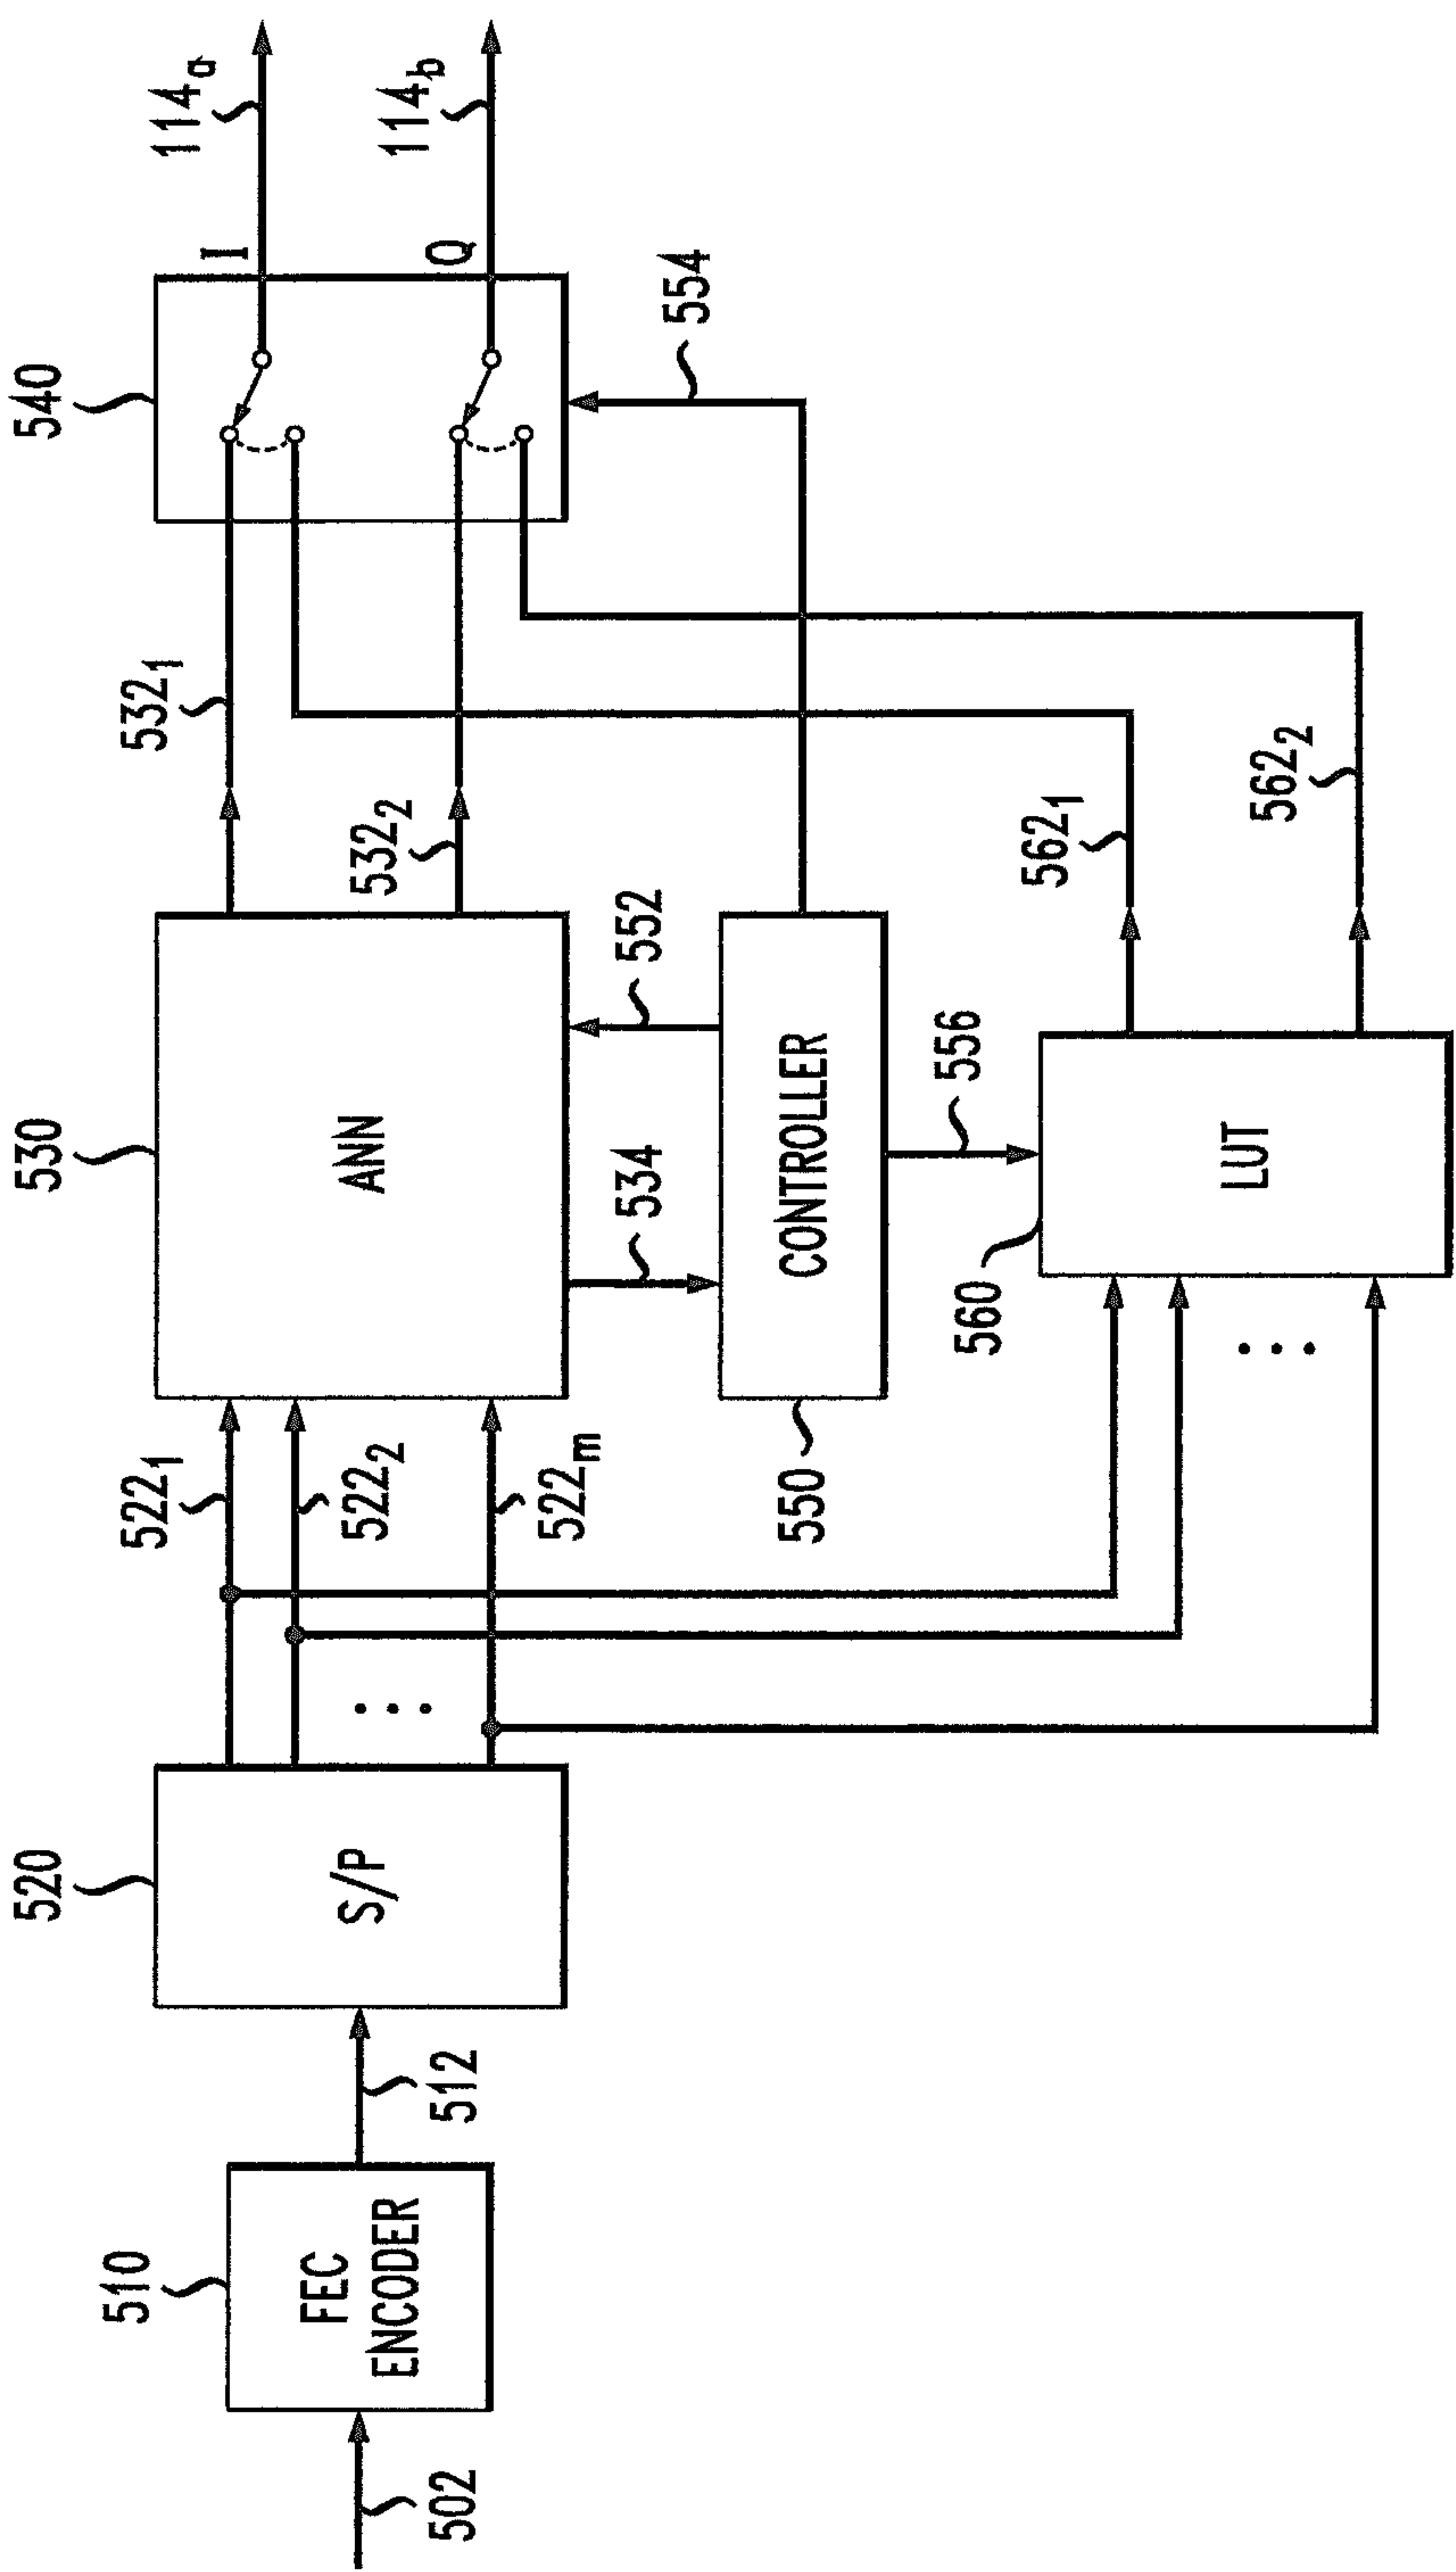 502
510
FEC
ENCODER
512
520
S/P
522₁
522₂
522ₘ
530
ANN
534
552
550
CONTROLLER
556
560
LUT
532₁
532₂
562₁
562₂
540
554
I
Q
114ₐ
114b